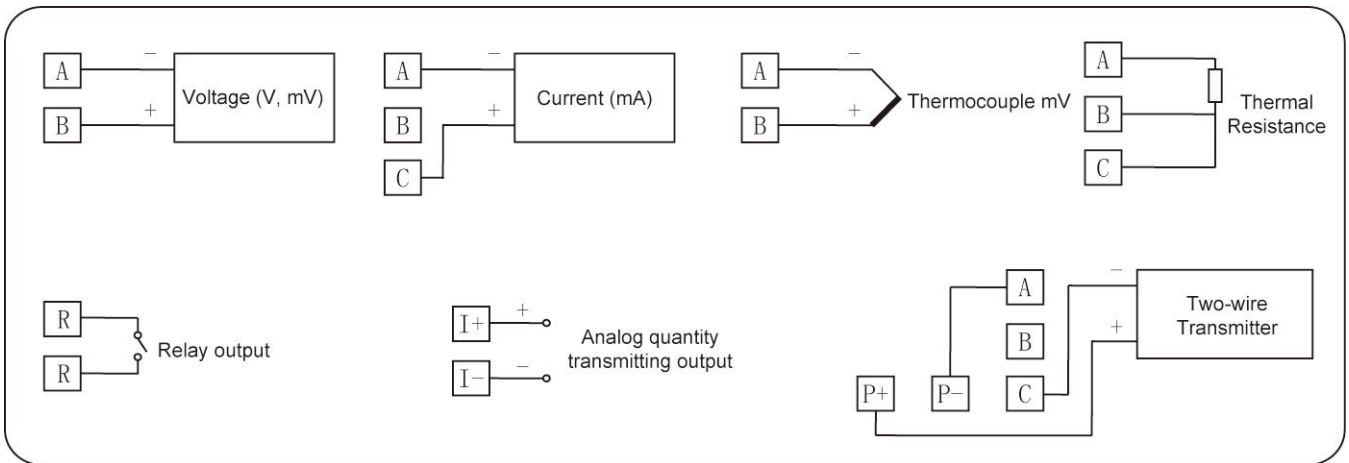 A
−
B
+
Voltage (V, mV)
A
−
B
+
C
Current (mA)
A
−
B
+
Thermocouple mV
A
B
C
Thermal
Resistance
R
R
Relay output
I+
+
I−
−
Analog quantity
transmitting output
A
−
B
+
C
P+
P−
Two-wire
Transmitter